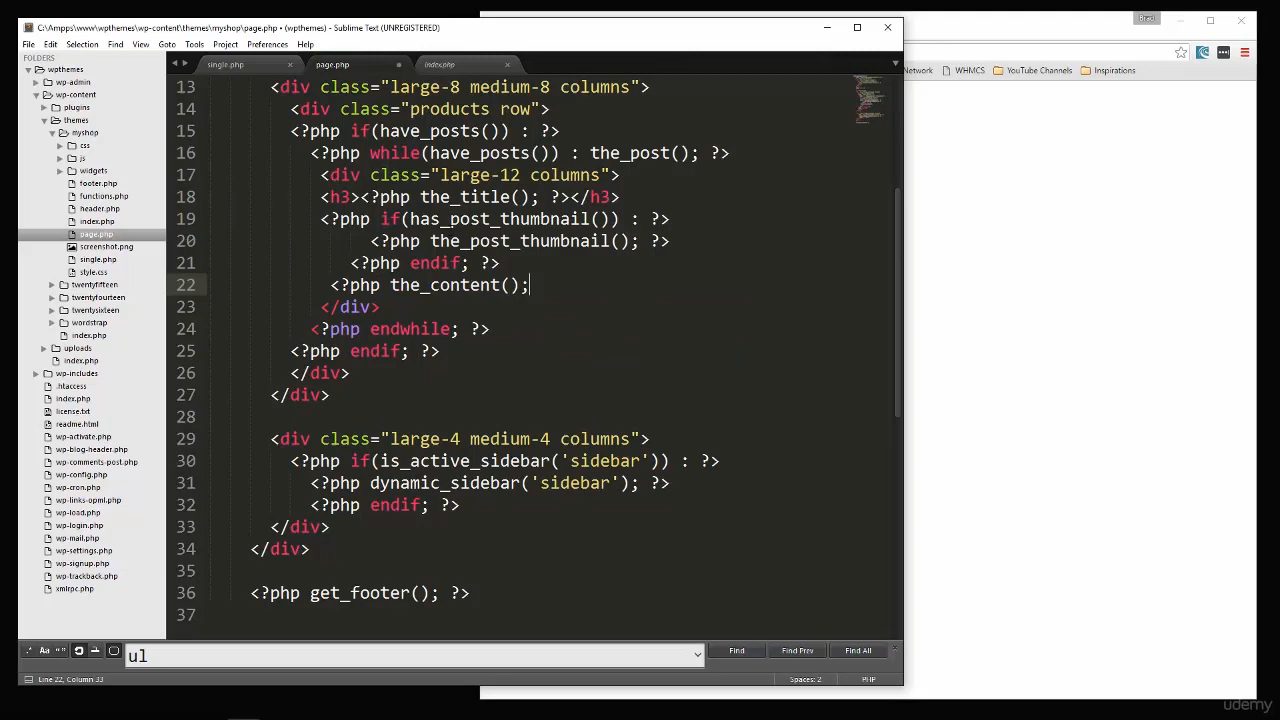 C:\Ampps\www\wpthemes\wp-content\themes\myshop\page.php • (wpthemes) - Sublime Text (UNREGISTERED)
Brad
File Edit Selection Find View Goto Tools Project Preferences Help
FOLDERS
wpthemes
wp-admin
wp-content
plugins
themes
myshop
css
js
widgets
footer.php
functions.php
header.php
index.php
page.php
screenshot.png
single.php
style.css
twentyfifteen
twentyfourteen
twentysixteen
wordstrap
index.php
uploads
index.php
wp-includes
.htaccess
index.php
license.txt
readme.html
wp-activate.php
wp-blog-header.php
wp-comments-post.php
wp-config.php
wp-cron.php
wp-links-opml.php
wp-load.php
wp-login.php
wp-mail.php
wp-settings.php
wp-signup.php
wp-trackback.php
xmlrpc.php
single.php page.php index.php
13 <div class="large-8 medium-8 columns">
14 <div class="products row">
15 <?php if(have_posts()) : ?>
16 <?php while(have_posts()) : the_post(); ?>
17 <div class="large-12 columns">
18 <h3><?php the_title(); ?></h3>
19 <?php if(has_post_thumbnail()) : ?>
20 <?php the_post_thumbnail(); ?>
21 <?php endif; ?>
22 <?php the_content();
23 </div>
24 <?php endwhile; ?>
25 <?php endif; ?>
26 </div>
27 </div>
28
29 <div class="large-4 medium-4 columns">
30 <?php if(is_active_sidebar('sidebar')) : ?>
31 <?php dynamic_sidebar('sidebar'); ?>
32 <?php endif; ?>
33 </div>
34 </div>
35
36 <?php get_footer(); ?>
37
Network WHMCS YouTube Channels Inspirations
.* Aa "" ul Find Find Prev Find All
Line 22, Column 33 Spaces: 2 PHP
udemy